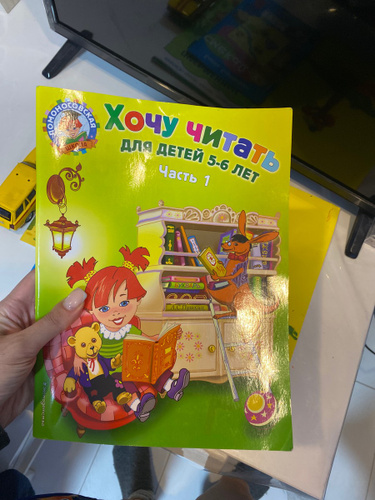 ЛОМОНОСОВСКАЯ
ШКОЛА
Хочу читать
ДЛЯ ДЕТЕЙ 5-6 ЛЕТ
Часть 1